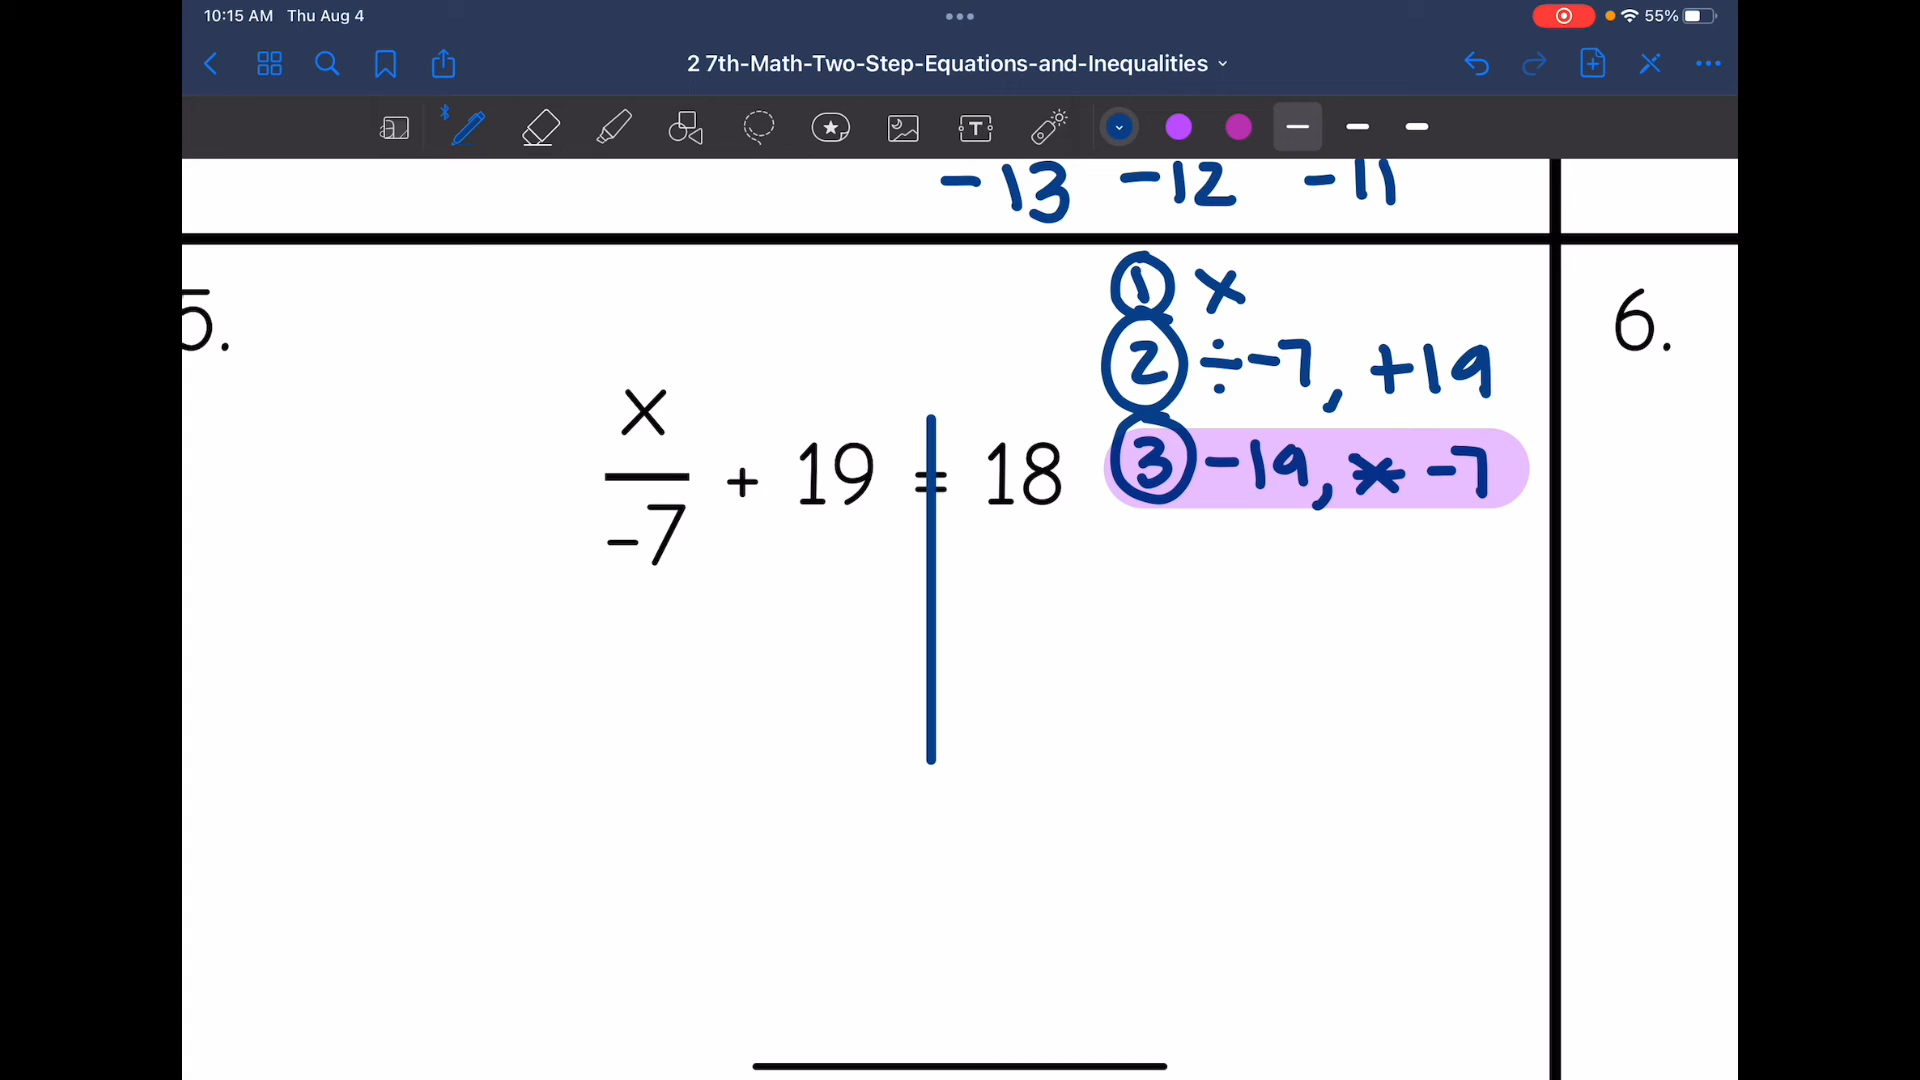 10:15 AM Thu Aug 4
55%
2 7th-Math-Two-Step-Equations-and-Inequalities
T
-13 -12 -11
5.
① x
② ÷-7, +19
③ -19, * -7
x
—
-7
+ 19 = 18
6.